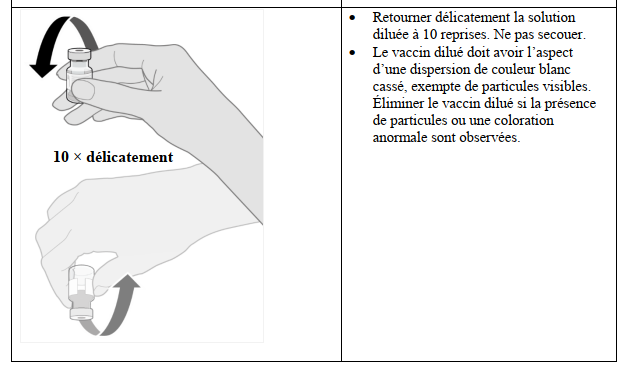 10 × délicatement
• Retourner délicatement la solution
diluée à 10 reprises. Ne pas secouer.
• Le vaccin dilué doit avoir l’aspect
d’une dispersion de couleur blanc
cassé, exempte de particules visibles.
Éliminer le vaccin dilué si la présence
de particules ou une coloration
anormale sont observées.